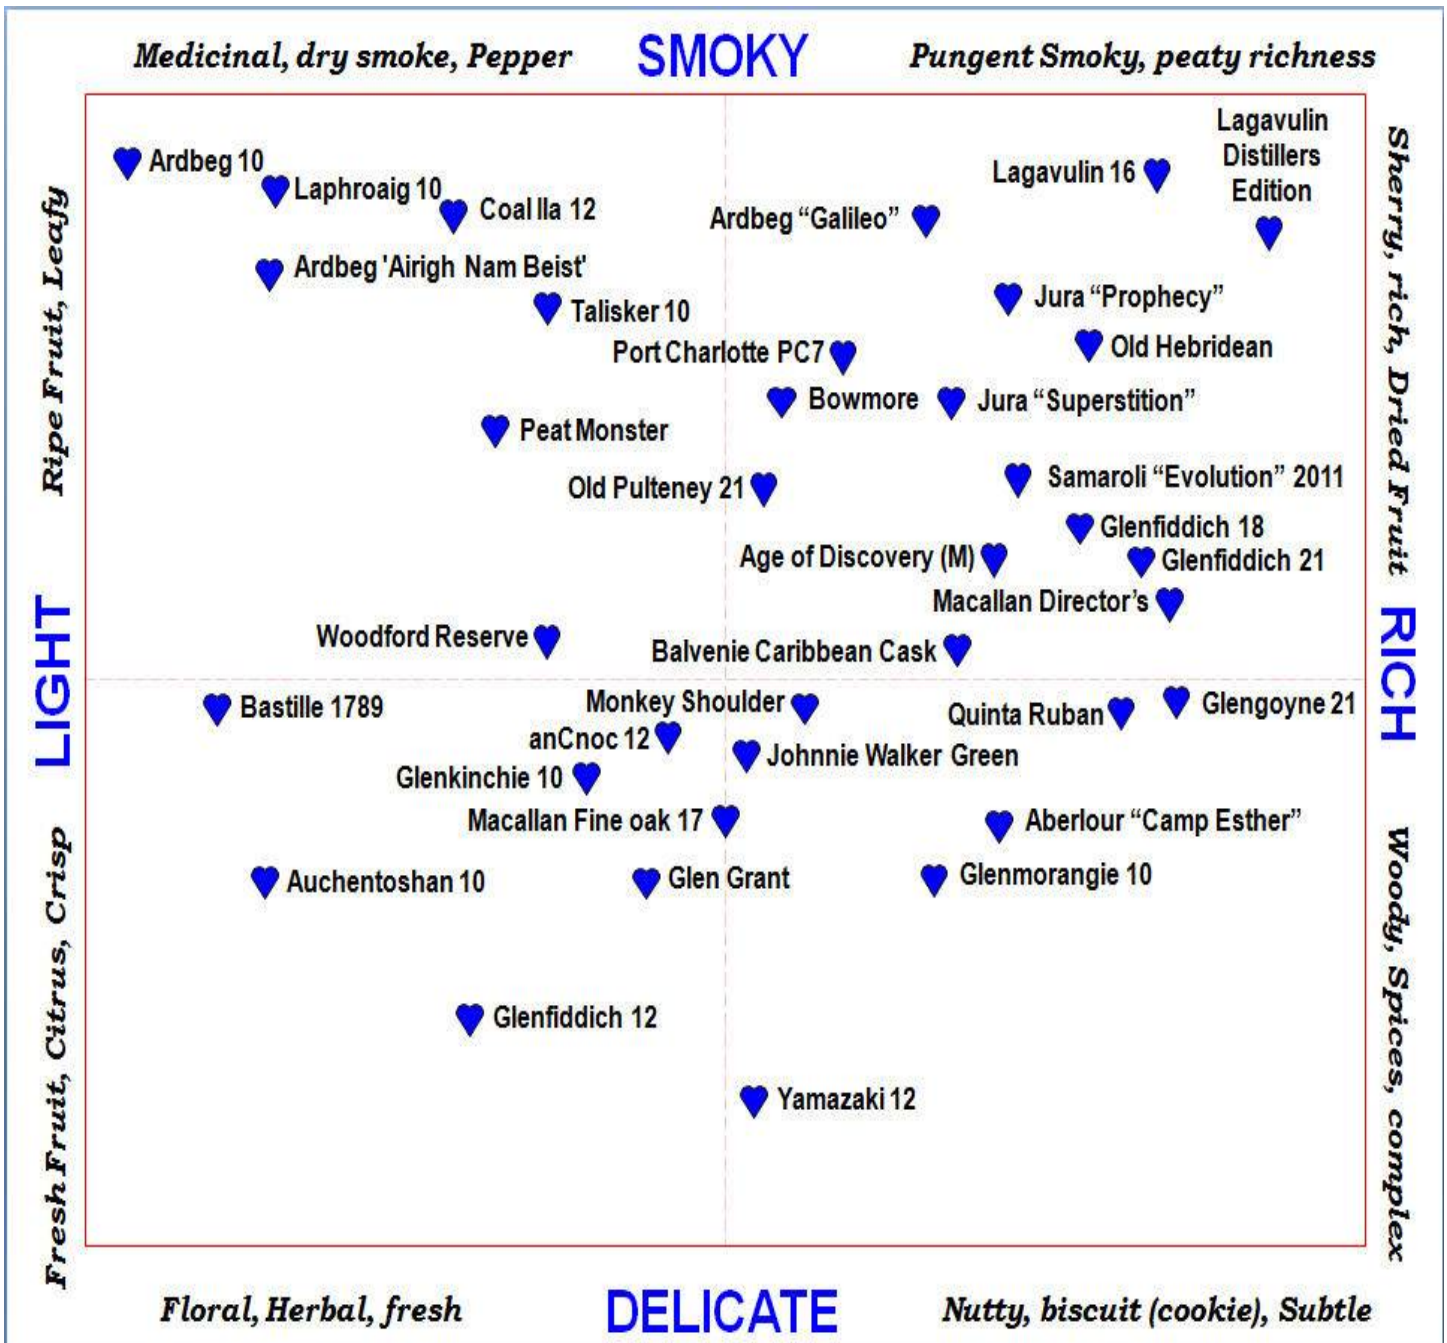 Medicinal, dry smoke, Pepper
SMOKY
Pungent Smoky, peaty richness
Ripe Fruit, Leafy
LIGHT
Fresh Fruit, Citrus, Crisp
Sherry, rich, Dried Fruit
RICH
Woody, Spices, complex
Lagavulin
Distillers
Edition
Ardbeg 10
Lagavulin 16
Laphroaig 10
Coal Ila 12
Ardbeg “Galileo”
Ardbeg 'Airigh Nam Beist'
Jura “Prophecy”
Talisker 10
Old Hebridean
Port Charlotte PC7
Bowmore
Jura “Superstition”
Peat Monster
Samaroli “Evolution” 2011
Old Pulteney 21
Glenfiddich 18
Age of Discovery (M)
Glenfiddich 21
Macallan Director’s
Woodford Reserve
Balvenie Caribbean Cask
Bastille 1789
Monkey Shoulder
Quinta Ruban
Glengoyne 21
anCnoc 12
Johnnie Walker Green
Glenkinchie 10
Macallan Fine oak 17
Aberlour “Camp Esther”
Auchentoshan 10
Glen Grant
Glenmorangie 10
Glenfiddich 12
Yamazaki 12
Floral, Herbal, fresh
DELICATE
Nutty, biscuit (cookie), Subtle